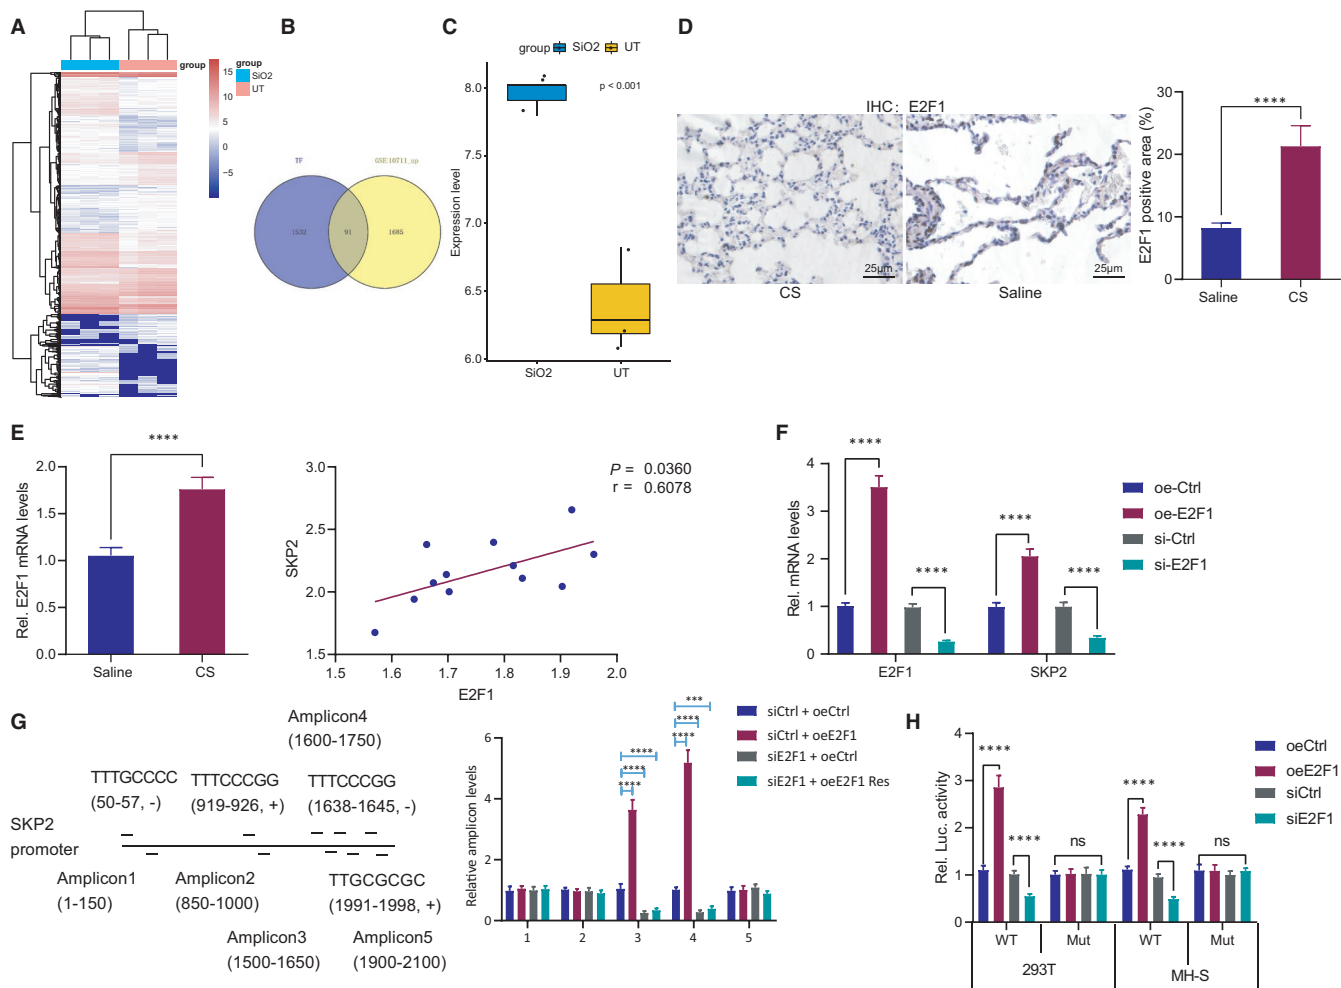 A
group
15
10
5
0
−5
group
SiO2
UT
B
TF
GSE110711_up
1532
91
1685
C
group SiO2 UT
p < 0.001
Expression level
8.0
7.5
7.0
6.5
6.0
SiO2
UT
D
IHC: E2F1
25μm
25μm
CS
Saline
E2F1 positive area (%)
30
20
10
0
****
Saline
CS
E
Rel. E2F1 mRNA levels
2.0
1.5
1.0
0.5
0.0
****
Saline
CS
SKP2
3.0
2.5
2.0
1.5
P = 0.0360
r = 0.6078
1.5
1.6
1.7
1.8
1.9
2.0
E2F1
F
Rel. mRNA levels
4
3
2
1
0
****
****
****
****
E2F1
SKP2
oe-Ctrl
oe-E2F1
si-Ctrl
si-E2F1
G
Amplicon4
(1600-1750)
TTTGCCCC
(50-57, -)
TTTCCCGG
(919-926, +)
TTTCCCGG
(1638-1645, -)
SKP2
promoter
Amplicon1
(1-150)
Amplicon2
(850-1000)
TTGCGCGC
(1991-1998, +)
Amplicon3
(1500-1650)
Amplicon5
(1900-2100)
Relative amplicon levels
6
4
2
0
****
****
****
***
****
****
1
2
3
4
5
siCtrl + oeCtrl
siCtrl + oeE2F1
siE2F1 + oeCtrl
siE2F1 + oeE2F1 Res
H
Rel. Luc. activity
4
3
2
1
0
****
****
ns
****
****
ns
WT
Mut
WT
Mut
293T
MH-S
oeCtrl
oeE2F1
siCtrl
siE2F1